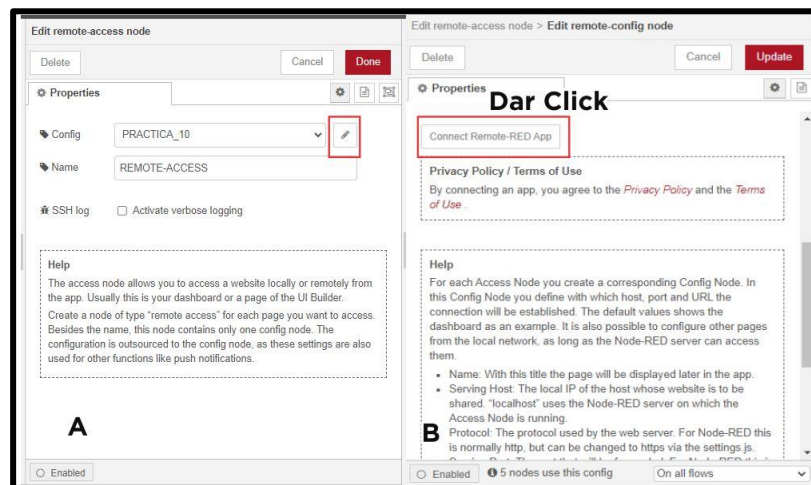 Edit remote-access node
Delete
Cancel
Done
Properties
Config
PRACTICA_10
Name
REMOTE-ACCESS
SSH log
Activate verbose logging
Help
The access node allows you to access a website locally or remotely from
the app. Usually this is your dashboard or a page of the UI Builder.
Create a node of type "remote access" for each page you want to access.
Besides the name, this node contains only one config node. The
configuration is outsourced to the config node, as these settings are also
used for other functions like push notifications.
A
Enabled
Edit remote-access node > Edit remote-config node
Delete
Cancel
Update
Properties
Dar Click
Connect Remote-RED App
Privacy Policy / Terms of Use
By connecting an app, you agree to the Privacy Policy and the Terms
of Use .
Help
For each Access Node you create a corresponding Config Node. In
this Config Node you define with which host, port and URL the
connection will be established. The default values shows the
dashboard as an example. It is also possible to configure other pages
from the local network, as long as the Node-RED server can access
them.
• Name: With this title the page will be displayed later in the app.
• Serving Host: The local IP of the host whose website is to be
shared. "localhost" uses the Node-RED server on which the
Access Node is running.
Protocol: The protocol used by the web server. For Node-RED this
is normally http, but can be changed to https via the settings.js.
B
Enabled
5 nodes use this config
On all flows